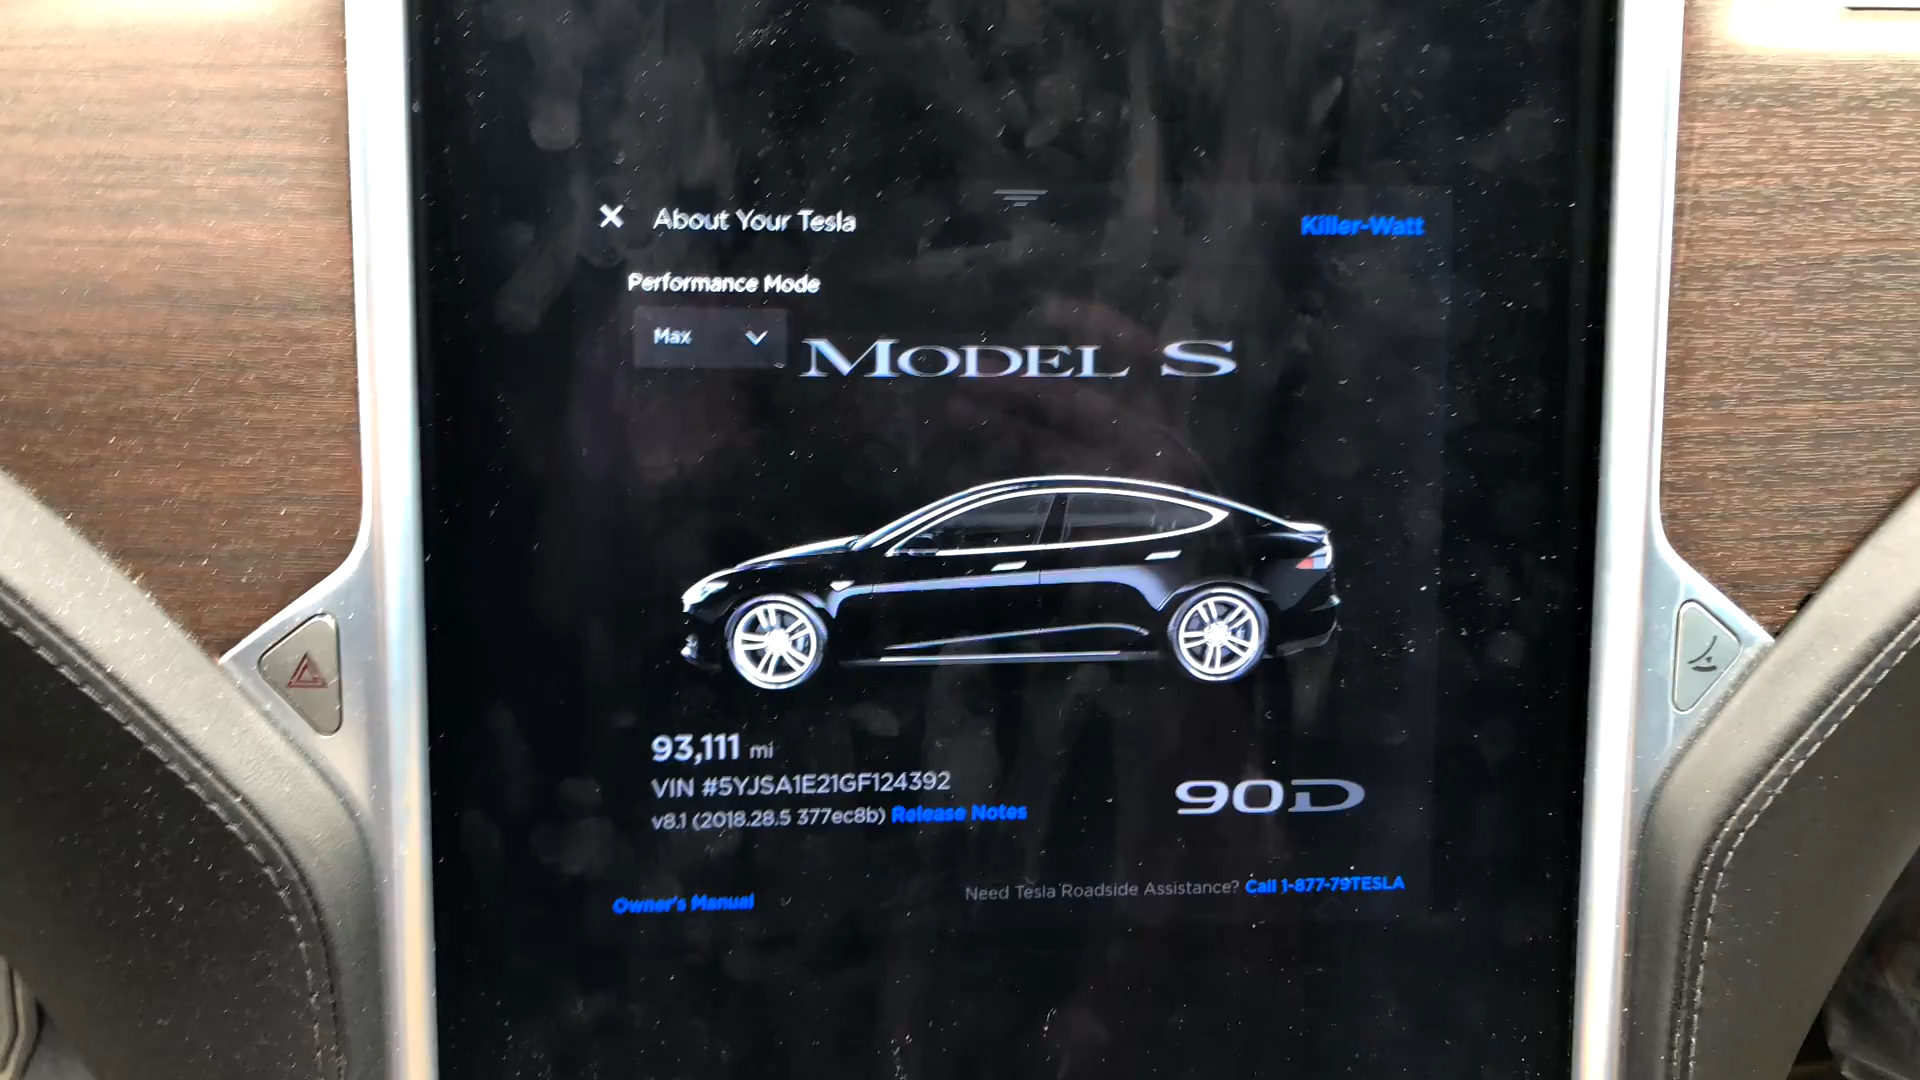 About Your Tesla
Killer-Watt
Performance Mode
Max
MODEL S
93,111 mi
VIN #5YJSA1E21GF124392
v8.1 (2018.28.5 377ec8b) Release Notes
90D
Owner's Manual
Need Tesla Roadside Assistance? Call 1-877-79TESLA